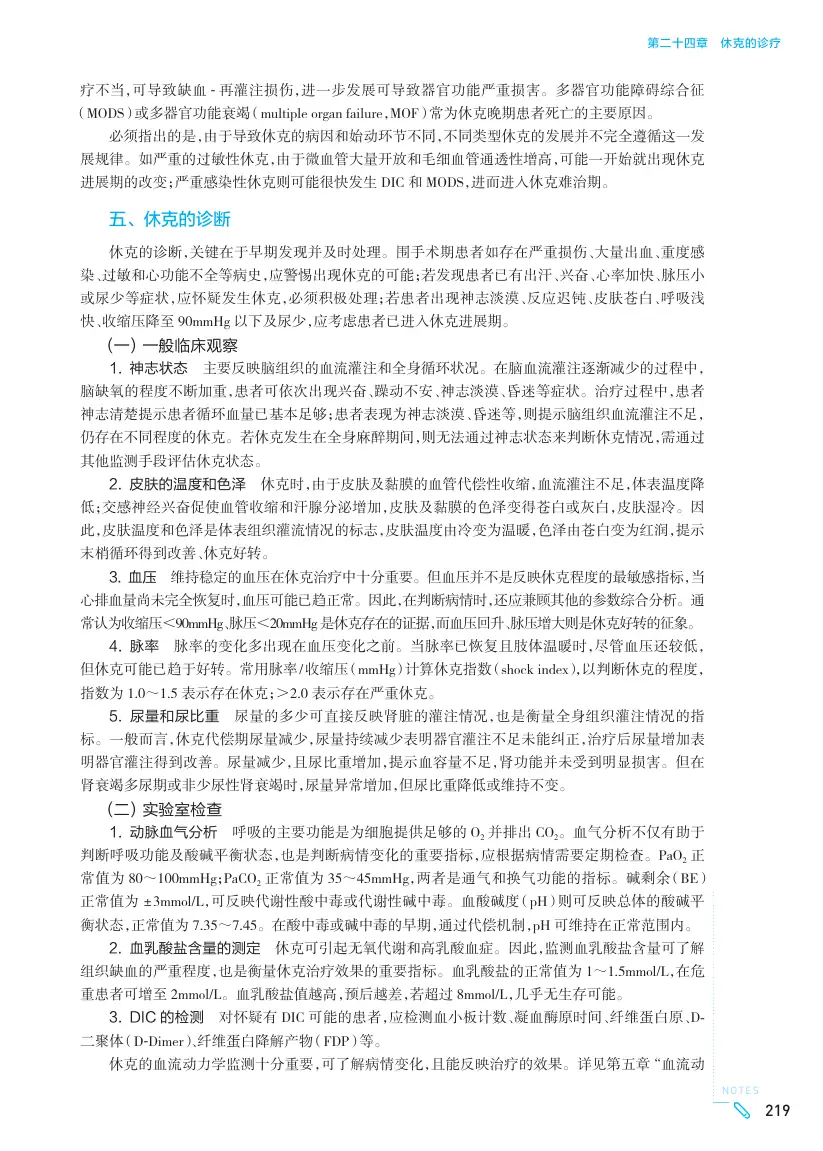 第二十四章 休克的诊疗
疗不当,可导致缺血 - 再灌注损伤,进一步发展可导致器官功能严重损害。多器官功能障碍综合征
（MODS）或多器官功能衰竭（multiple organ failure,MOF）常为休克晚期患者死亡的主要原因。
必须指出的是,由于导致休克的病因和始动环节不同,不同类型休克的发展并不完全遵循这一发
展规律。如严重的过敏性休克,由于微血管大量开放和毛细血管通透性增高,可能一开始就出现休克
进展期的改变;严重感染性休克则可能很快发生 DIC 和 MODS,进而进入休克难治期。
五、休克的诊断
休克的诊断,关键在于早期发现并及时处理。围手术期患者如存在严重损伤、大量出血、重度感
染、过敏和心功能不全等病史,应警惕出现休克的可能;若发现患者已有出汗、兴奋、心率加快、脉压小
或尿少等症状,应怀疑发生休克,必须积极处理;若患者出现神志淡漠、反应迟钝、皮肤苍白、呼吸浅
快、收缩压降至 90mmHg 以下及尿少,应考虑患者已进入休克进展期。
（一）一般临床观察
1. 神志状态 主要反映脑组织的血流灌注和全身循环状况。在脑血流灌注逐渐减少的过程中,
脑缺氧的程度不断加重,患者可依次出现兴奋、躁动不安、神志淡漠、昏迷等症状。治疗过程中,患者
神志清楚提示患者循环血量已基本足够;患者表现为神志淡漠、昏迷等,则提示脑组织血流灌注不足,
仍存在不同程度的休克。若休克发生在全身麻醉期间,则无法通过神志状态来判断休克情况,需通过
其他监测手段评估休克状态。
2. 皮肤的温度和色泽 休克时,由于皮肤及黏膜的血管代偿性收缩,血流灌注不足,体表温度降
低;交感神经兴奋促使血管收缩和汗腺分泌增加,皮肤及黏膜的色泽变得苍白或灰白,皮肤湿冷。因
此,皮肤温度和色泽是体表组织灌流情况的标志,皮肤温度由冷变为温暖,色泽由苍白变为红润,提示
末梢循环得到改善、休克好转。
3. 血压 维持稳定的血压在休克治疗中十分重要。但血压并不是反映休克程度的最敏感指标,当
心排血量尚未完全恢复时,血压可能已趋正常。因此,在判断病情时,还应兼顾其他的参数综合分析。通
常认为收缩压＜90mmHg、脉压＜20mmHg 是休克存在的证据,而血压回升、脉压增大则是休克好转的征象。
4. 脉率 脉率的变化多出现在血压变化之前。当脉率已恢复且肢体温暖时,尽管血压还较低,
但休克可能已趋于好转。常用脉率/收缩压（mmHg）计算休克指数（shock index）,以判断休克的程度,
指数为 1.0～1.5 表示存在休克;＞2.0 表示存在严重休克。
5. 尿量和尿比重 尿量的多少可直接反映肾脏的灌注情况,也是衡量全身组织灌注情况的指
标。一般而言,休克代偿期尿量减少,尿量持续减少表明器官灌注不足未能纠正,治疗后尿量增加表
明器官灌注得到改善。尿量减少,且尿比重增加,提示血容量不足,肾功能并未受到明显损害。但在
肾衰竭多尿期或非少尿性肾衰竭时,尿量异常增加,但尿比重降低或维持不变。
（二）实验室检查
1. 动脉血气分析 呼吸的主要功能是为细胞提供足够的 O₂ 并排出 CO₂。血气分析不仅有助于
判断呼吸功能及酸碱平衡状态,也是判断病情变化的重要指标,应根据病情需要定期检查。PaO₂ 正
常值为 80～100mmHg;PaCO₂ 正常值为 35～45mmHg,两者是通气和换气功能的指标。碱剩余（BE）
正常值为 ±3mmol/L,可反映代谢性酸中毒或代谢性碱中毒。血酸碱度（pH）则可反映总体的酸碱平
衡状态,正常值为 7.35～7.45。在酸中毒或碱中毒的早期,通过代偿机制,pH 可维持在正常范围内。
2. 血乳酸盐含量的测定 休克可引起无氧代谢和高乳酸血症。因此,监测血乳酸盐含量可了解
组织缺血的严重程度,也是衡量休克治疗效果的重要指标。血乳酸盐的正常值为 1～1.5mmol/L,在危
重患者可增至 2mmol/L。血乳酸盐值越高,预后越差,若超过 8mmol/L,几乎无生存可能。
3. DIC 的检测 对怀疑有 DIC 可能的患者,应检测血小板计数、凝血酶原时间、纤维蛋白原、D-
二聚体（D-Dimer）、纤维蛋白降解产物（FDP）等。
休克的血流动力学监测十分重要,可了解病情变化,且能反映治疗的效果。详见第五章 “血流动
NOTES
219